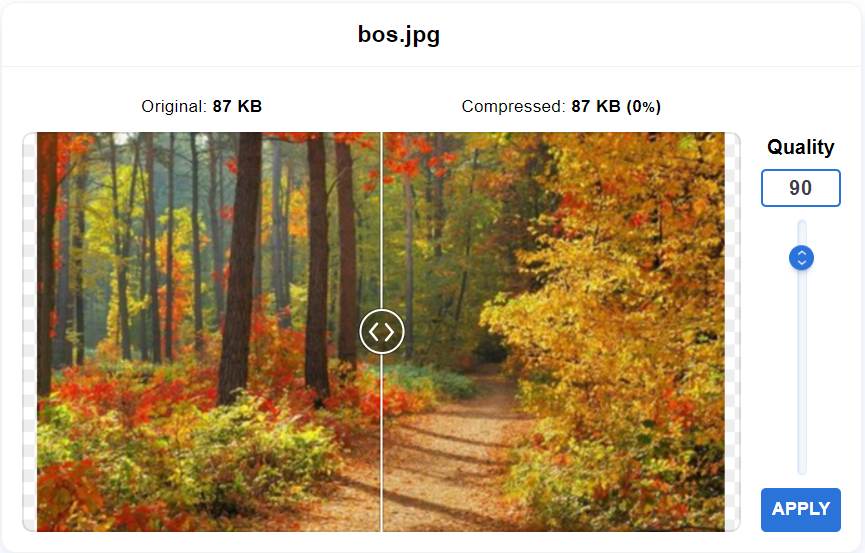 bos.jpg
Original: 87 KB
Compressed: 87 KB (0%)
Quality
90
APPLY